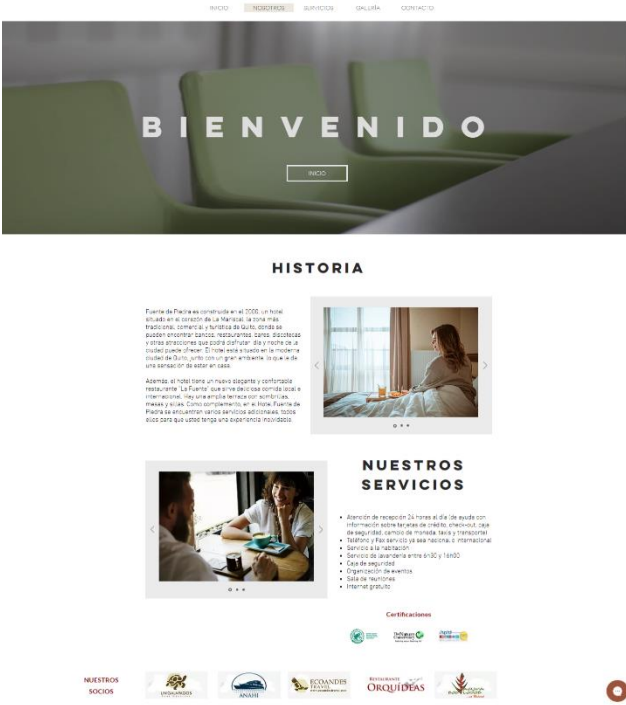 INICIO NOSOTROS SERVICIOS GALERÍA CONTACTO
BIENVENIDO
INICIO
HISTORIA
Fuente de Piedra es construida en el 2000, un hotel
situado en el corazón de La Mariscal, la zona más
tradicional, comercial y turística de Quito, donde se
pueden encontrar bancos, restaurantes, bares, discotecas
y otras atracciones que podrá disfrutar día y noche de la
ciudad puede ofrecer. El hotel está situado en la moderna
ciudad de Quito, junto con un gran ambiente, lo que le da
una sensación de estar en casa.
Además, el hotel tiene un nuevo elegante y confortable
restaurante "La Fuente" que sirve deliciosa comida local e
internacional. Hay una amplia terraza con sombrillas,
mesas y sillas. Como complemento, en el Hotel Fuente de
Piedra se encuentran varios servicios adicionales, todos
ellos para que usted tenga una experiencia inolvidable
NUESTROS
SERVICIOS
Atención de recepción 24 horas al día (de ayuda con
información sobre tarjetas de crédito, check-out, caja
de seguridad, cambio de moneda, taxis y transporte)
Teléfono y Fax servicio ya sea nacional o internacional
Servicio a la habitación
Servicio de lavandería entre 6h30 y 16h00
Caja de seguridad
Organización de eventos
Sala de reuniones
Internet gratuito
Certificaciones
NUESTROS
SOCIOS
ANAHI
ECOANDES
TRAVEL
RESTAURANTE
ORQUÍDEAS